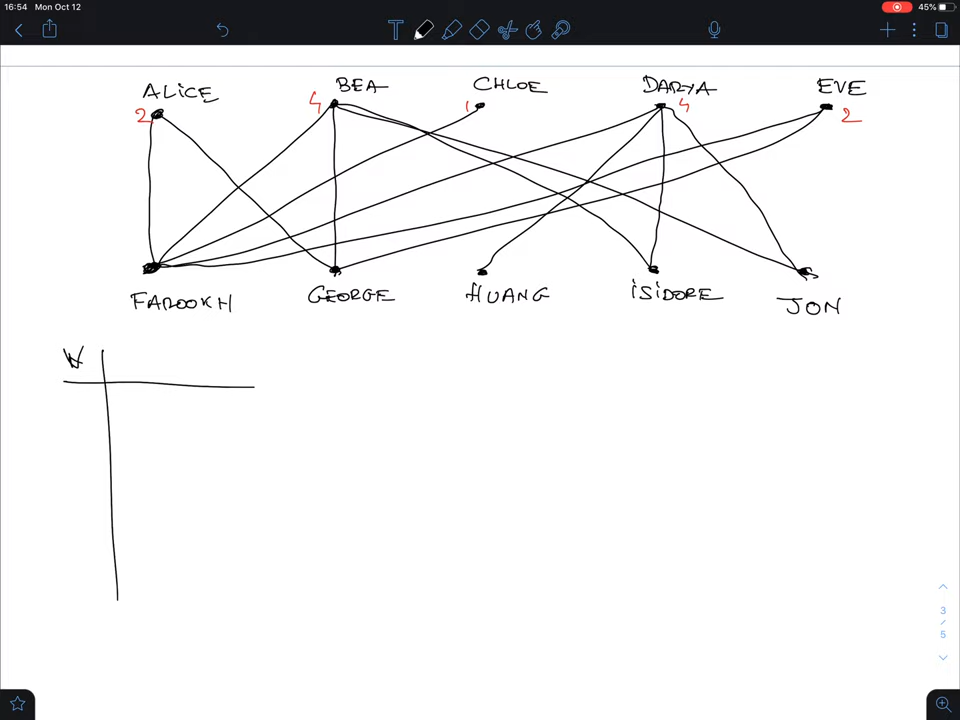 16:54 Mon Oct 12
45%
ALICE BEA CHLOE DARYA EVE
2 4 1 4 2
FAROOKH GEORGE HUANG ISIDORE JON
3
/
5